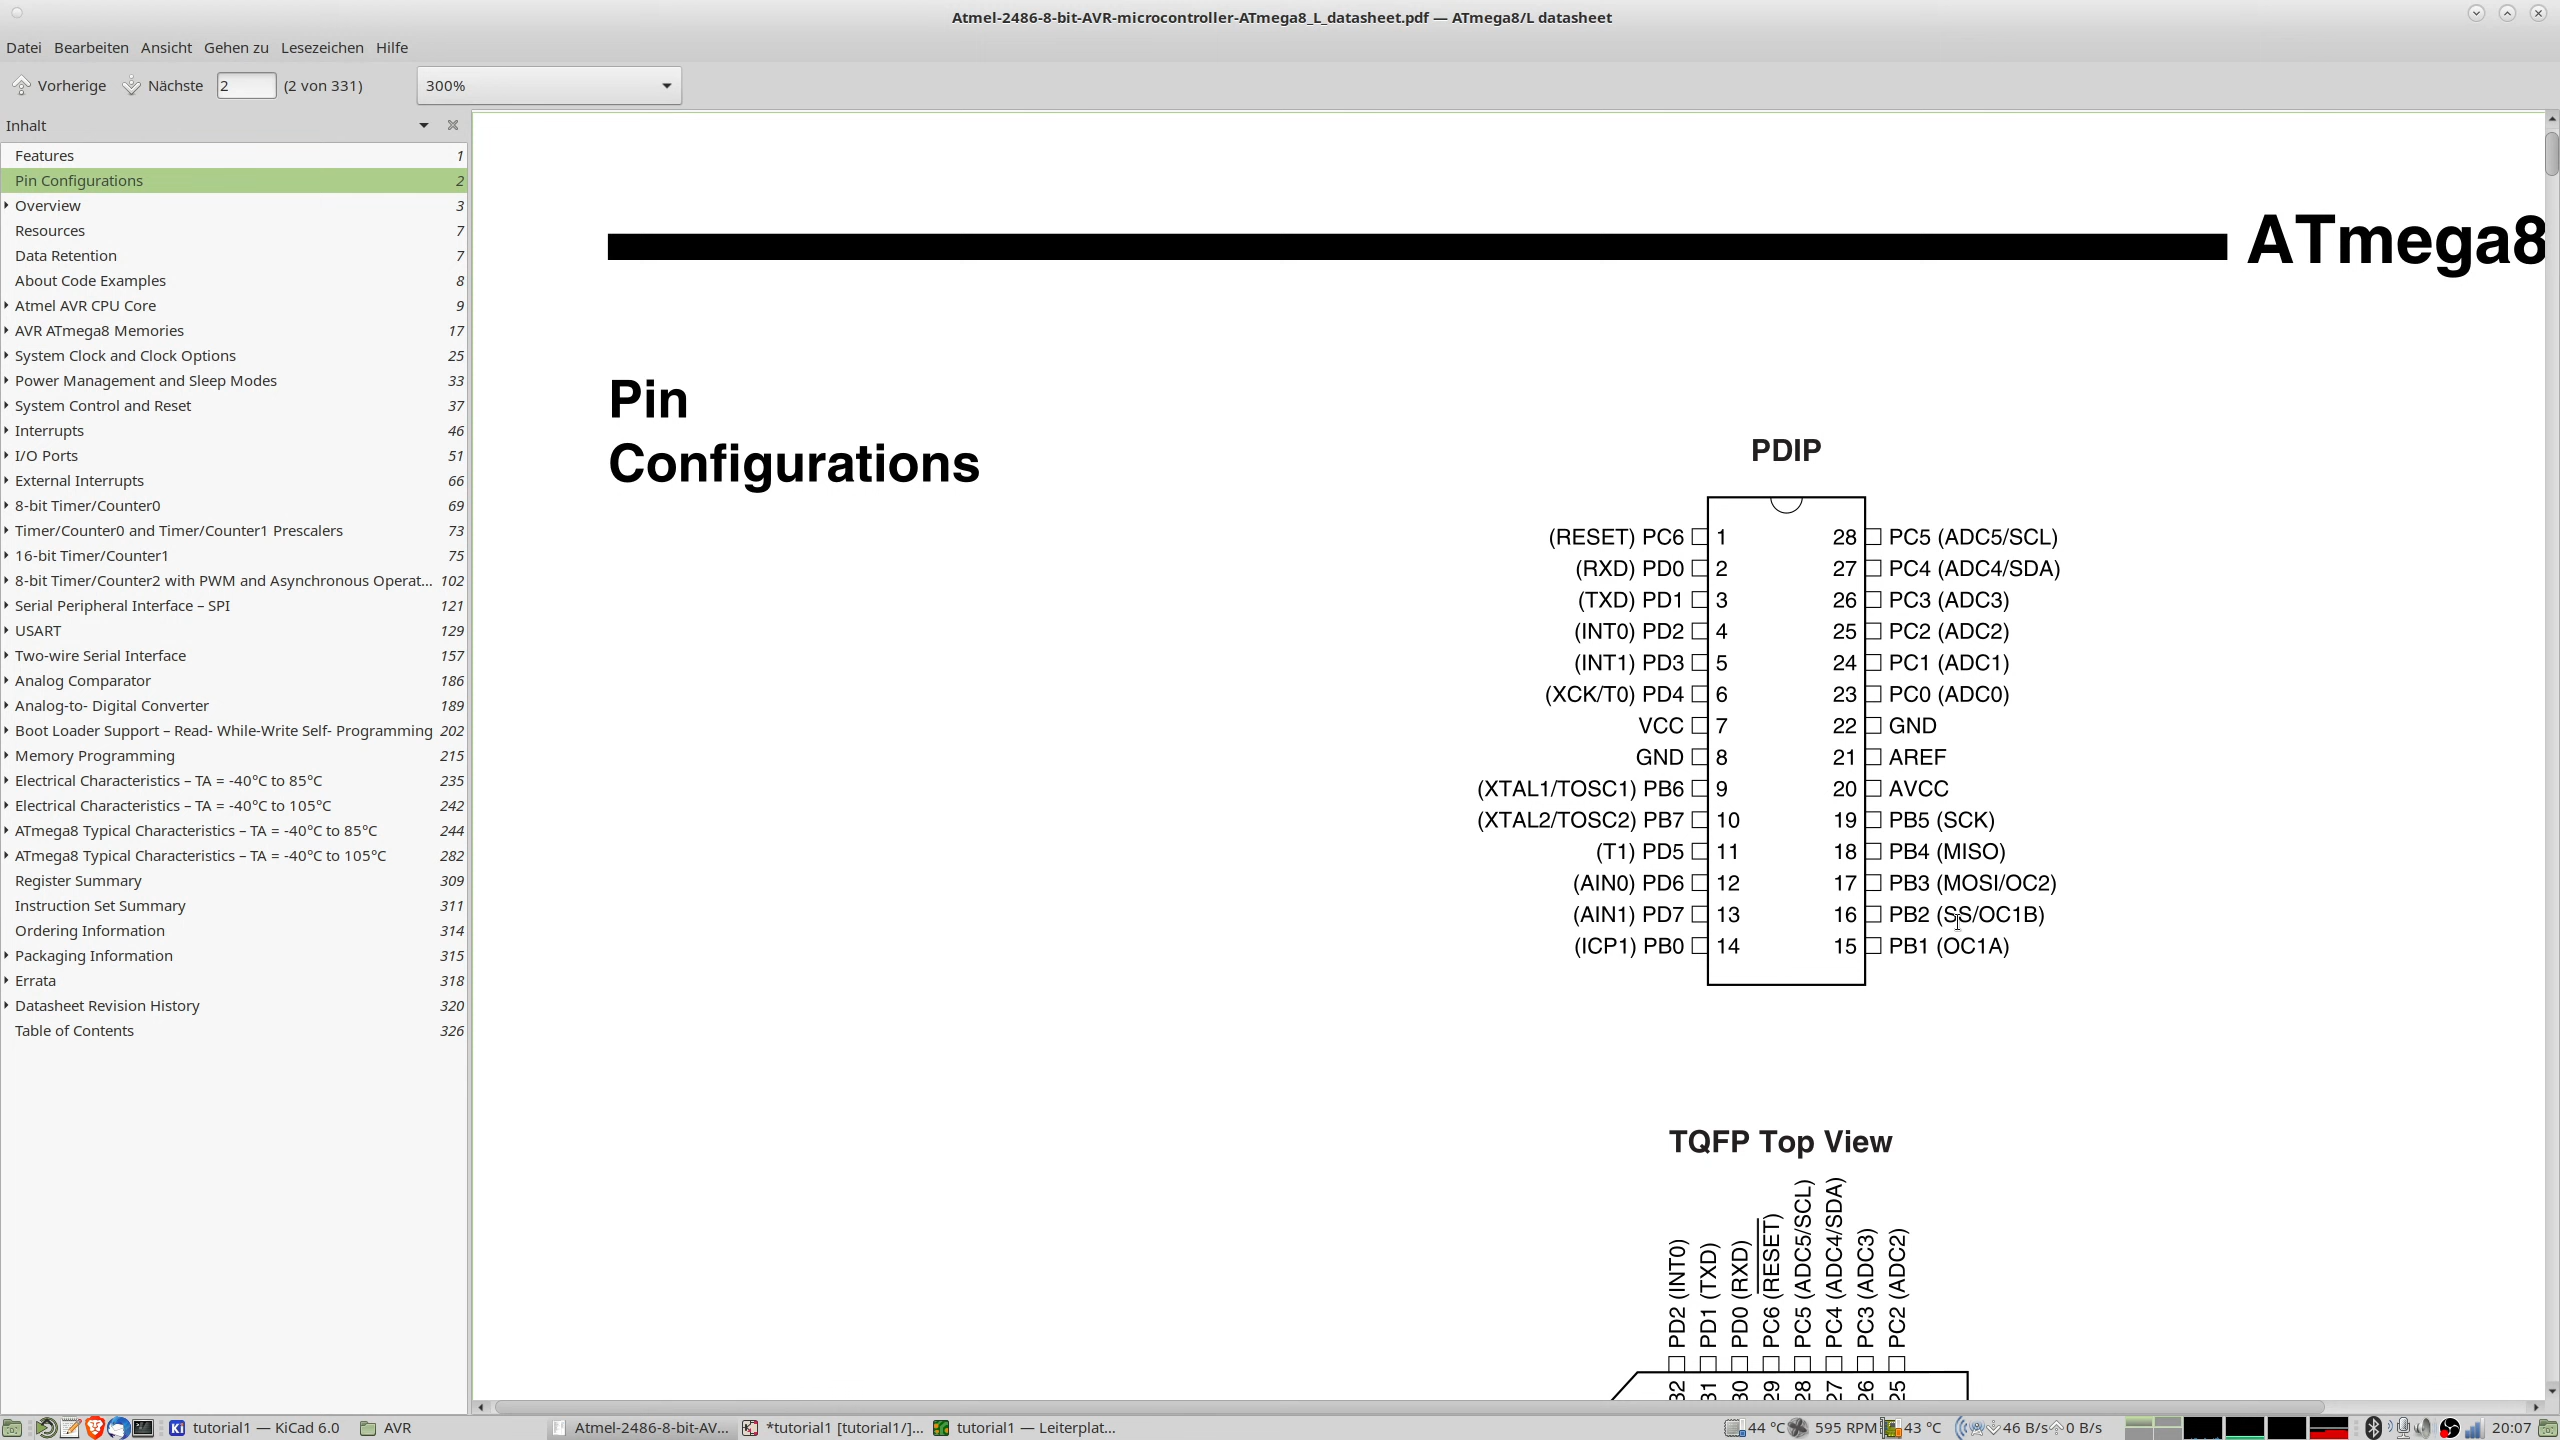 Atmel-2486-8-bit-AVR-microcontroller-ATmega8_L_datasheet.pdf — ATmega8/L datasheet
Datei Bearbeiten Ansicht Gehen zu Lesezeichen Hilfe
Vorherige Nächste 2 (2 von 331) 300%
Inhalt
Features 1
Pin Configurations 2
Overview 3
Resources 7
Data Retention 7
About Code Examples 8
Atmel AVR CPU Core 9
AVR ATmega8 Memories 17
System Clock and Clock Options 25
Power Management and Sleep Modes 33
System Control and Reset 37
Interrupts 46
I/O Ports 51
External Interrupts 66
8-bit Timer/Counter0 69
Timer/Counter0 and Timer/Counter1 Prescalers 73
16-bit Timer/Counter1 75
8-bit Timer/Counter2 with PWM and Asynchronous Operat... 102
Serial Peripheral Interface – SPI 121
USART 129
Two-wire Serial Interface 157
Analog Comparator 186
Analog-to- Digital Converter 189
Boot Loader Support – Read- While-Write Self- Programming 202
Memory Programming 215
Electrical Characteristics – TA = -40°C to 85°C 235
Electrical Characteristics – TA = -40°C to 105°C 242
ATmega8 Typical Characteristics – TA = -40°C to 85°C 244
ATmega8 Typical Characteristics – TA = -40°C to 105°C 282
Register Summary 309
Instruction Set Summary 311
Ordering Information 314
Packaging Information 315
Errata 318
Datasheet Revision History 320
Table of Contents 326
ATmega8
Pin
Configurations
PDIP
(RESET) PC6 1 28 PC5 (ADC5/SCL)
(RXD) PD0 2 27 PC4 (ADC4/SDA)
(TXD) PD1 3 26 PC3 (ADC3)
(INT0) PD2 4 25 PC2 (ADC2)
(INT1) PD3 5 24 PC1 (ADC1)
(XCK/T0) PD4 6 23 PC0 (ADC0)
VCC 7 22 GND
GND 8 21 AREF
(XTAL1/TOSC1) PB6 9 20 AVCC
(XTAL2/TOSC2) PB7 10 19 PB5 (SCK)
(T1) PD5 11 18 PB4 (MISO)
(AIN0) PD6 12 17 PB3 (MOSI/OC2)
(AIN1) PD7 13 16 PB2 (SS/OC1B)
(ICP1) PB0 14 15 PB1 (OC1A)
TQFP Top View
PD2 (INT0)
PD1 (TXD)
PD0 (RXD)
PC6 (RESET)
PC5 (ADC5/SCL)
PC4 (ADC4/SDA)
PC3 (ADC3)
PC2 (ADC2)
32 31 30 29 28 27 26 25
Ki tutorial1 — KiCad 6.0 AVR Atmel-2486-8-bit-AV... *tutorial1 [tutorial1/]... tutorial1 — Leiterplat... 44 °C 595 RPM 43 °C 46 B/s 0 B/s 20:07